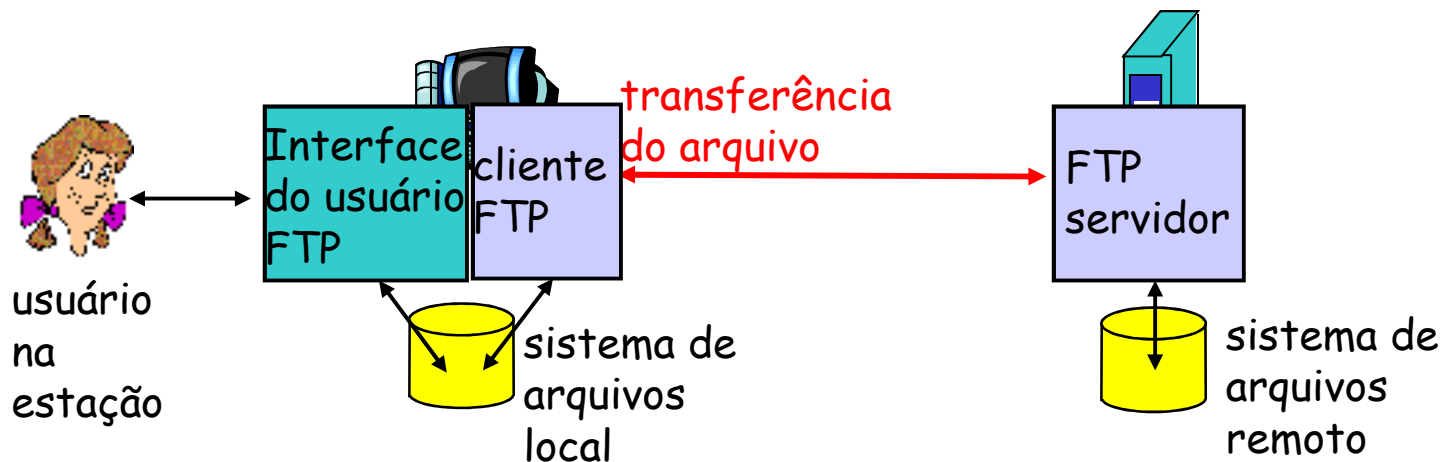 usuário
na
estação
Interface
do usuário
FTP
cliente
FTP
sistema de
arquivos
local
transferência
do arquivo
FTP
servidor
sistema de
arquivos
remoto